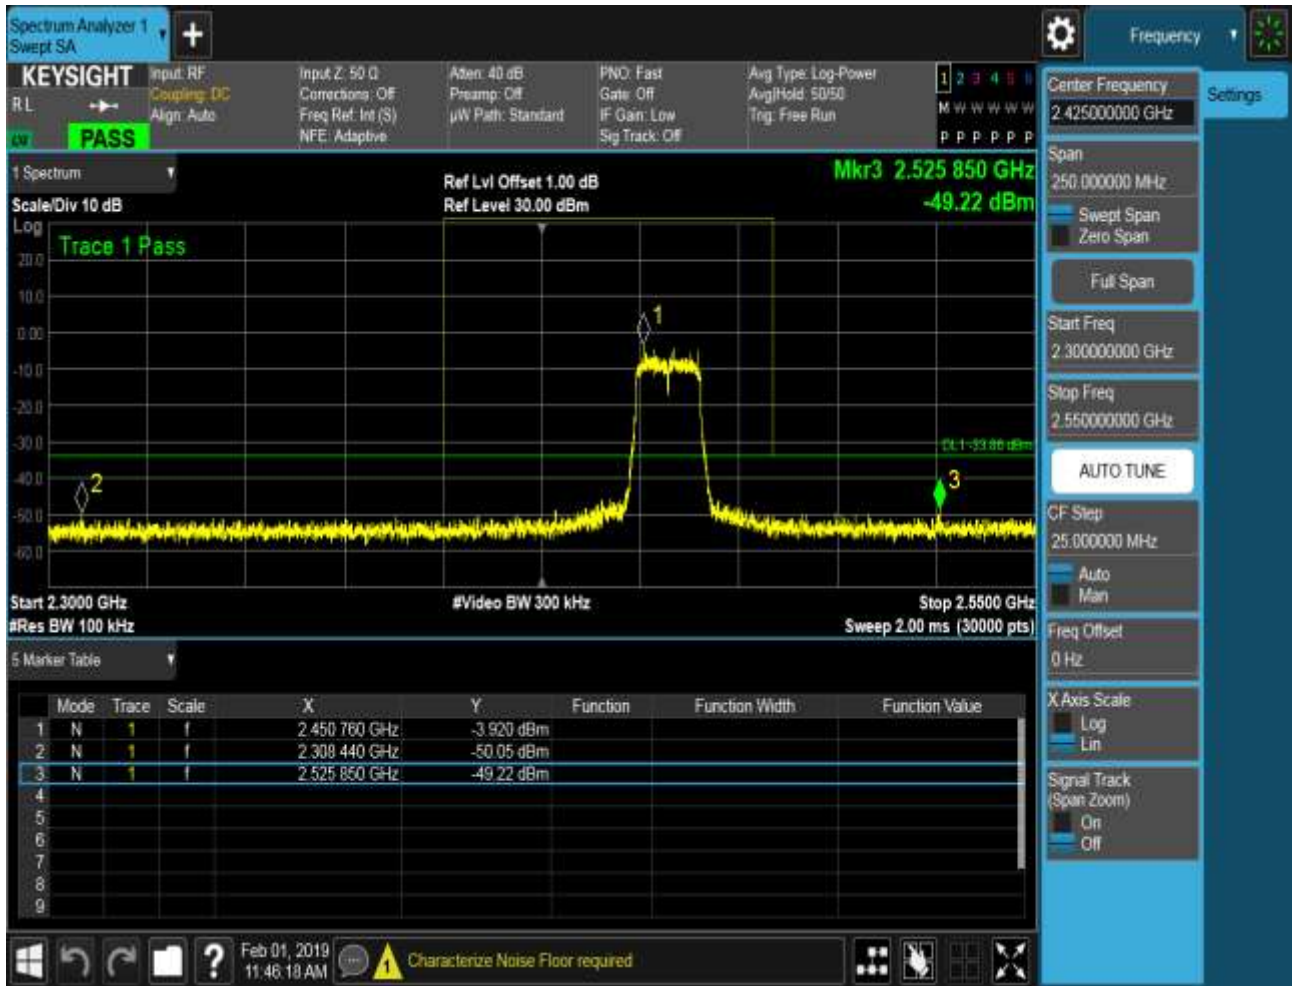 Spectrum Analyzer 1
Swept SA
+
Frequency
KEYSIGHT
R L
PASS
Input: RF
Coupling: DC
Align: Auto
Input Z: 50 Ω
Corrections: Off
Freq Ref: Int (S)
NFE: Adaptive
Atten: 40 dB
Preamp: Off
µW Path: Standard
PNO: Fast
Gate: Off
IF Gain: Low
Sig Track: Off
Avg Type: Log-Power
Avg|Hold: 50/50
Trig: Free Run
1 2 3 4 5 6
M W W W W W
P P P P P P
1 Spectrum
Scale/Div 10 dB
Ref Lvl Offset 1.00 dB
Ref Level 30.00 dBm
Mkr3 2.525 850 GHz
-49.22 dBm
Log
Trace 1 Pass
20.0
10.0
0.00
-10.0
-20.0
-30.0
-40.0
-50.0
-60.0
1
2
3
DL1 -33.86 dBm
Start 2.3000 GHz
#Res BW 100 kHz
#Video BW 300 kHz
Stop 2.5500 GHz
Sweep 2.00 ms (30000 pts)
5 Marker Table
Mode Trace Scale X Y Function Function Width Function Value
1 N 1 f 2.450 760 GHz -3.920 dBm
2 N 1 f 2.308 440 GHz -50.05 dBm
3 N 1 f 2.525 850 GHz -49.22 dBm
4
5
6
7
8
9
Feb 01, 2019
11:46:18 AM
1
Characterize Noise Floor required
Center Frequency
2.425000000 GHz
Settings
Span
250.000000 MHz
Swept Span
Zero Span
Full Span
Start Freq
2.300000000 GHz
Stop Freq
2.550000000 GHz
AUTO TUNE
CF Step
25.000000 MHz
Auto
Man
Freq Offset
0 Hz
X Axis Scale
Log
Lin
Signal Track
(Span Zoom)
On
Off